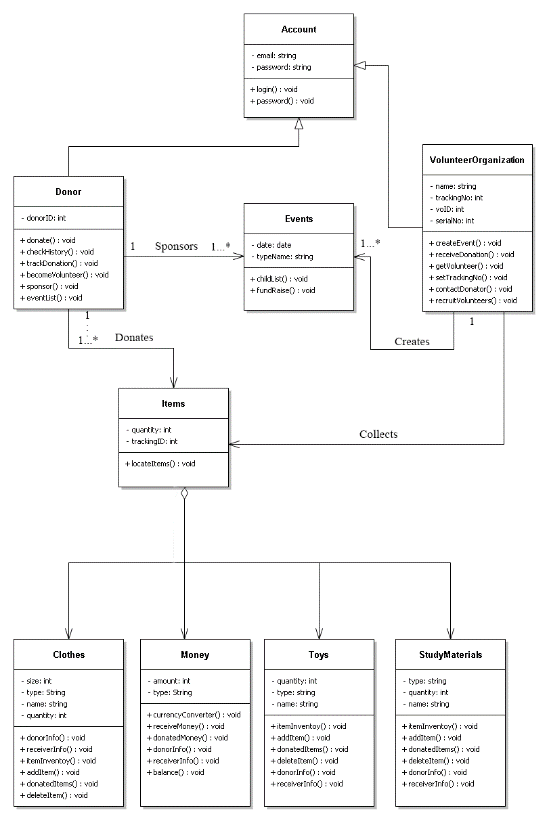 Account
- email: string
- password: string
+ login() : void
+ password() : void
VolunteerOrganization
- name: string
- trackingNo: int
- voID: int
- serialNo: int
+ createEvent() : void
+ receiveDonation() : void
+ getVolunteer() : void
+ setTrackingNo() : void
+ contactDonator() : void
+ recruitVolunteers() : void
Donor
- donorID: int
+ donate() : void
+ checkHistory() : void
+ trackDonation() : void
+ becomeVolunteer() : void
+ sponsor() : void
+ eventList() : void
1 Sponsors 1...*
Events
- date: date
- typeName: string
+ childList() : void
+ fundRaise() : void
1...*
1
Creates
1
:
1...*
Donates
Items
- quantity: int
- trackingID: int
+ locateItems() : void
Collects
Clothes
- size: int
- type: String
- name: string
- quantity: int
+ donorInfo() : void
+ receiverInfo() : void
+ itemInventoy() : void
+ addItem() : void
+ donatedItems() : void
+ deleteItem() : void
Money
- amount: int
- type: String
+ currencyConverter() : void
+ receiveMoney() : void
+ donatedMoney() : void
+ donorInfo() : void
+ receiverInfo() : void
+ balance() : void
Toys
- quantity: int
- type: string
- name: string
+ itemInventoy() : void
+ addItem() : void
+ donatedItems() : void
+ deleteItem() : void
+ donorInfo() : void
+ receiverInfo() : void
StudyMaterials
- type: string
- quantity: int
- name: string
+ itemInventoy() : void
+ addItem() : void
+ donatedItems() : void
+ deleteItem() : void
+ donorInfo() : void
+ receiverInfo() : void